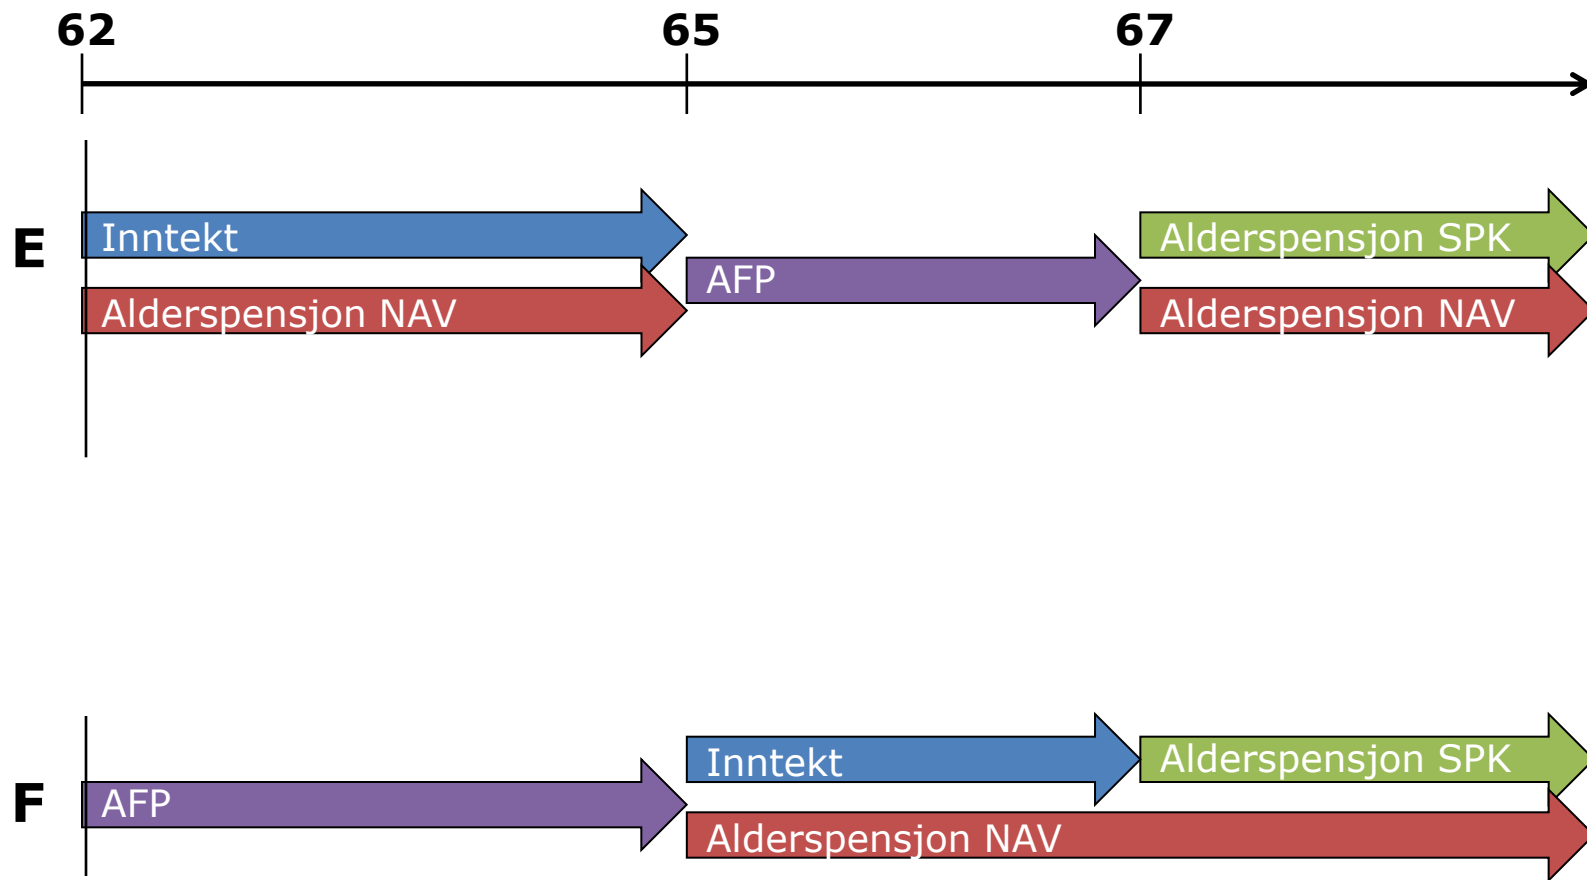 62 65 67
E
Inntekt
Alderspensjon NAV
AFP
Alderspensjon SPK
Alderspensjon NAV
F
AFP
Inntekt
Alderspensjon SPK
Alderspensjon NAV